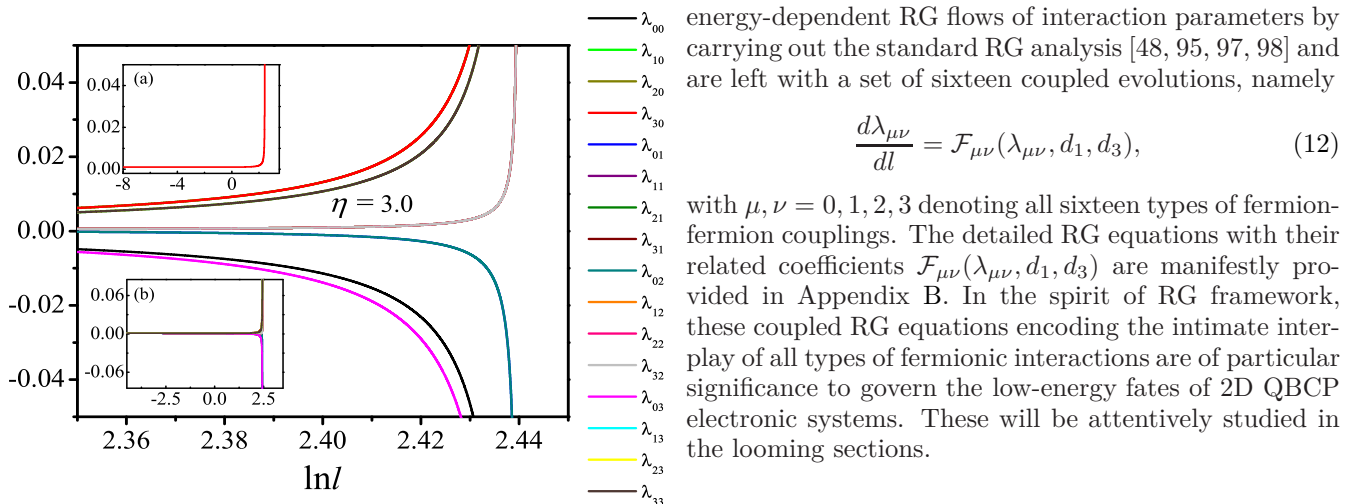 0.04
0.02
0.00
-0.02
-0.04
2.36 2.38 2.40 2.42 2.44
lnl
η = 3.0
(a)
0.04
0.02
0.00
-8 -4 0
(b)
0.06
0.00
-0.06
-2.5 0.0 2.5
λ₀₀
λ₁₀
λ₂₀
λ₃₀
λ₀₁
λ₁₁
λ₂₁
λ₃₁
λ₀₂
λ₁₂
λ₂₂
λ₃₂
λ₀₃
λ₁₃
λ₂₃
λ₃₃
energy-dependent RG flows of interaction parameters by
carrying out the standard RG analysis [48, 95, 97, 98] and
are left with a set of sixteen coupled evolutions, namely
dλμν/dl = 𝓕μν(λμν, d₁, d₃), (12)
with μ, ν = 0, 1, 2, 3 denoting all sixteen types of fermion-
fermion couplings. The detailed RG equations with their
related coefficients 𝓕μν(λμν, d₁, d₃) are manifestly pro-
vided in Appendix B. In the spirit of RG framework,
these coupled RG equations encoding the intimate inter-
play of all types of fermionic interactions are of particular
significance to govern the low-energy fates of 2D QBCP
electronic systems. These will be attentively studied in
the looming sections.